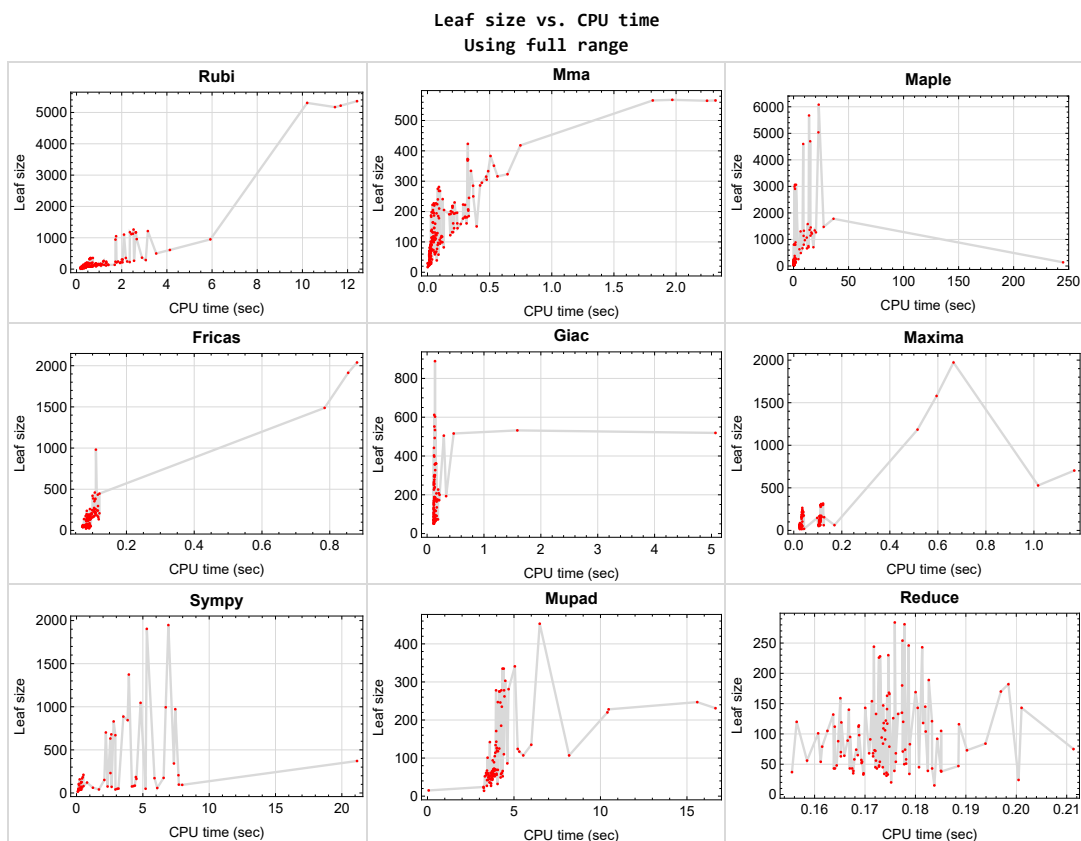 Leaf size vs. CPU time
Using full range
Rubi
Leaf size
5000
4000
3000
2000
1000
0
0 2 4 6 8 10 12
CPU time (sec)
Mma
Leaf size
500
400
300
200
100
0
0.0 0.5 1.0 1.5 2.0
CPU time (sec)
Maple
Leaf size
6000
5000
4000
3000
2000
1000
0
0 50 100 150 200 250
CPU time (sec)
Fricas
Leaf size
2000
1500
1000
500
0
0.2 0.4 0.6 0.8
CPU time (sec)
Giac
Leaf size
800
600
400
200
0
0 1 2 3 4 5
CPU time (sec)
Maxima
Leaf size
2000
1500
1000
500
0
0.0 0.2 0.4 0.6 0.8 1.0
CPU time (sec)
Sympy
Leaf size
2000
1500
1000
500
0
0 5 10 15 20
CPU time (sec)
Mupad
Leaf size
400
300
200
100
0
0 5 10 15
CPU time (sec)
Reduce
Leaf size
250
200
150
100
50
0
0.16 0.17 0.18 0.19 0.20 0.21
CPU time (sec)